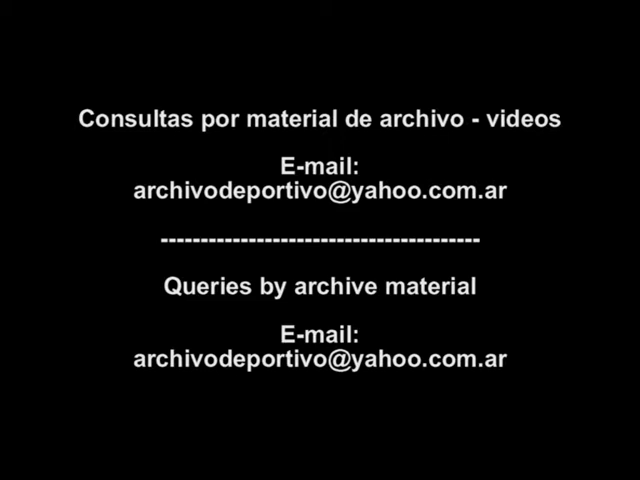 Consultas por material de archivo - videos
E-mail:
archivodeportivo@yahoo.com.ar
----------------------------------------
Queries by archive material
E-mail:
archivodeportivo@yahoo.com.ar